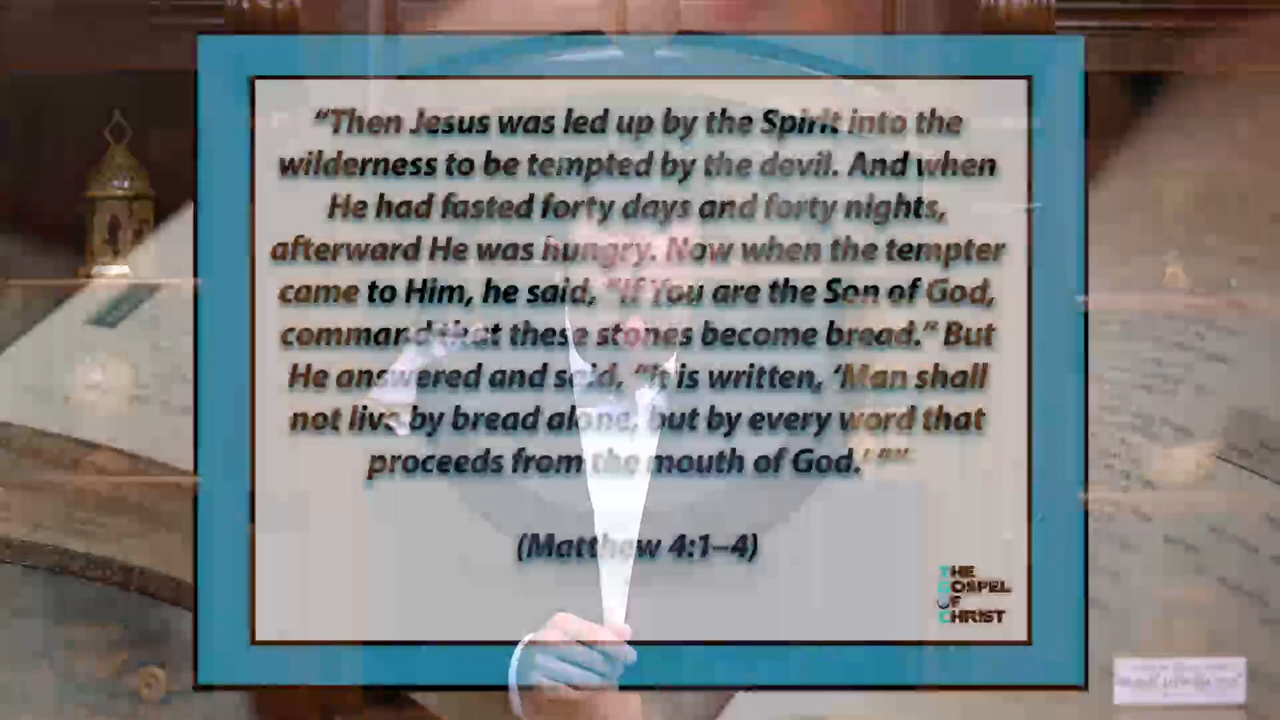 “Then Jesus was led up by the Spirit into the
wilderness to be tempted by the devil. And when
He had fasted forty days and forty nights,
afterward He was hungry. Now when the tempter
came to Him, he said, “If You are the Son of God,
command that these stones become bread.” But
He answered and said, “It is written, ‘Man shall
not live by bread alone, but by every word that
proceeds from the mouth of God.’ ””
(Matthew 4:1–4)
THE
GOSPEL
OF
CHRIST